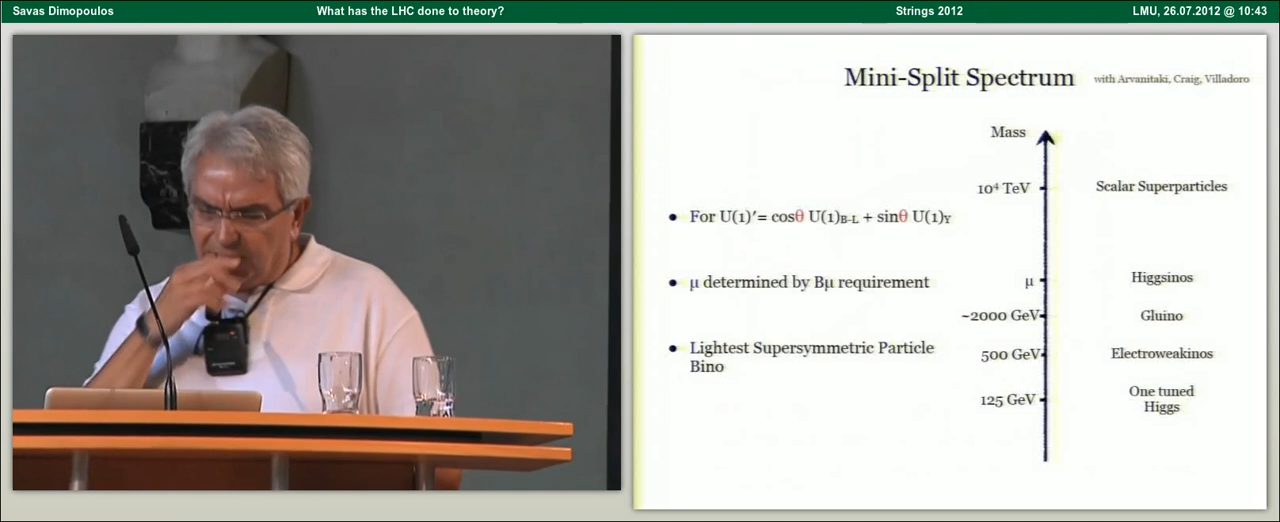 Savas Dimopoulos What has the LHC done to theory? Strings 2012 LMU, 26.07.2012 @ 10:43
Mini-Split Spectrum with Arvanitaki, Craig, Villadoro
Mass
10⁴ TeV Scalar Superparticles
• For U(1)′= cosθ U(1)B-L + sinθ U(1)Y
• μ determined by Bμ requirement
μ Higgsinos
~2000 GeV Gluino
• Lightest Supersymmetric Particle
Bino
500 GeV Electroweakinos
125 GeV One tuned
Higgs